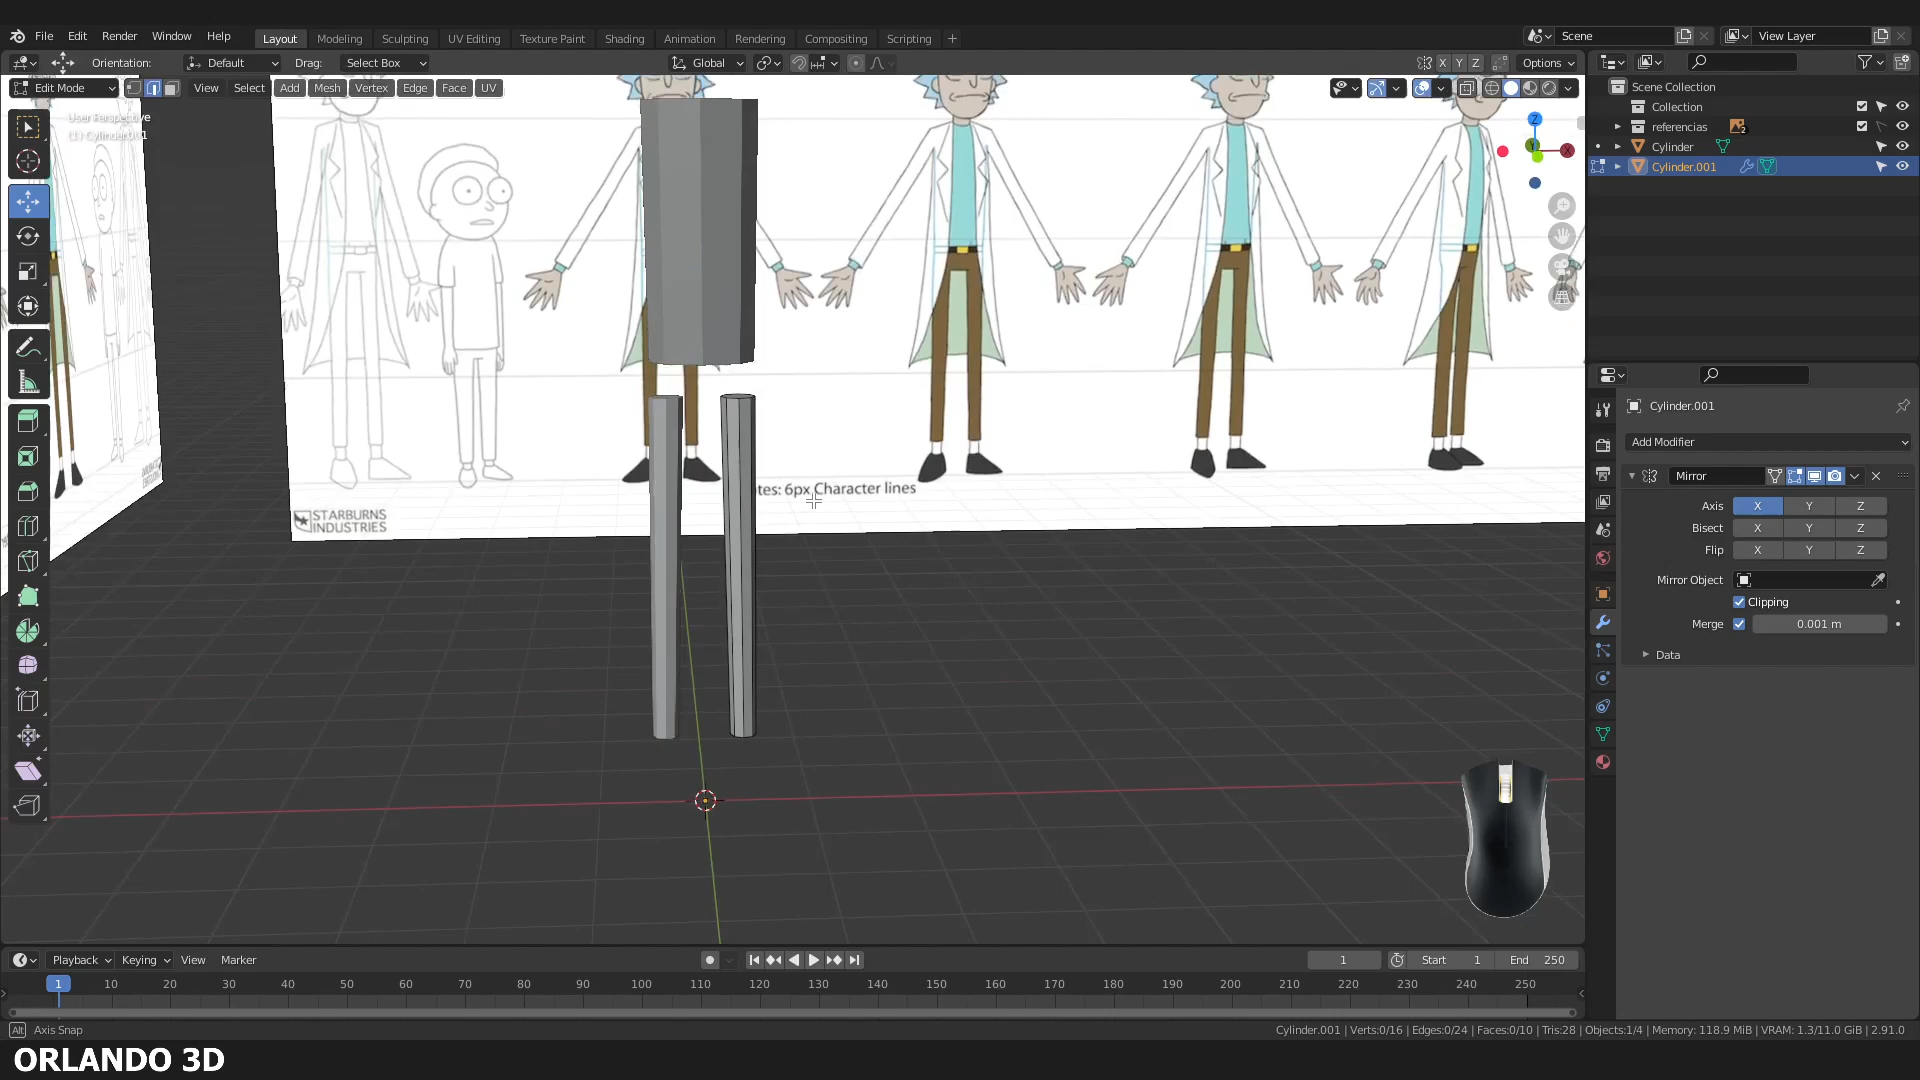 File Edit Render Window Help Layout Modeling Sculpting UV Editing Texture Paint Shading Animation Rendering Compositing Scripting + Scene View Layer
Orientation: Default Drag: Select Box Global X Y Z Options
Edit Mode View Select Add Mesh Vertex Edge Face UV
User Perspective
(1) Cylinder.001
Scene Collection
Collection
referencias 2
Cylinder
Cylinder.001
Z
X
Cylinder.001
Add Modifier
Mirror
Axis X Y Z
Bisect X Y Z
Flip X Y Z
Mirror Object
Clipping
Merge 0.001 m
Data
tes: 6px Character lines
STARBURNS
INDUSTRIES
Playback Keying View Marker 1 Start 1 End 250
1 10 20 30 40 50 60 70 80 90 100 110 120 130 140 150 160 170 180 190 200 210 220 230 240 250
Alt Axis Snap Cylinder.001 | Verts:0/16 | Edges:0/24 | Faces:0/10 | Tris:28 | Objects:1/4 | Memory: 118.9 MiB | VRAM: 1.3/11.0 GiB | 2.91.0
ORLANDO 3D